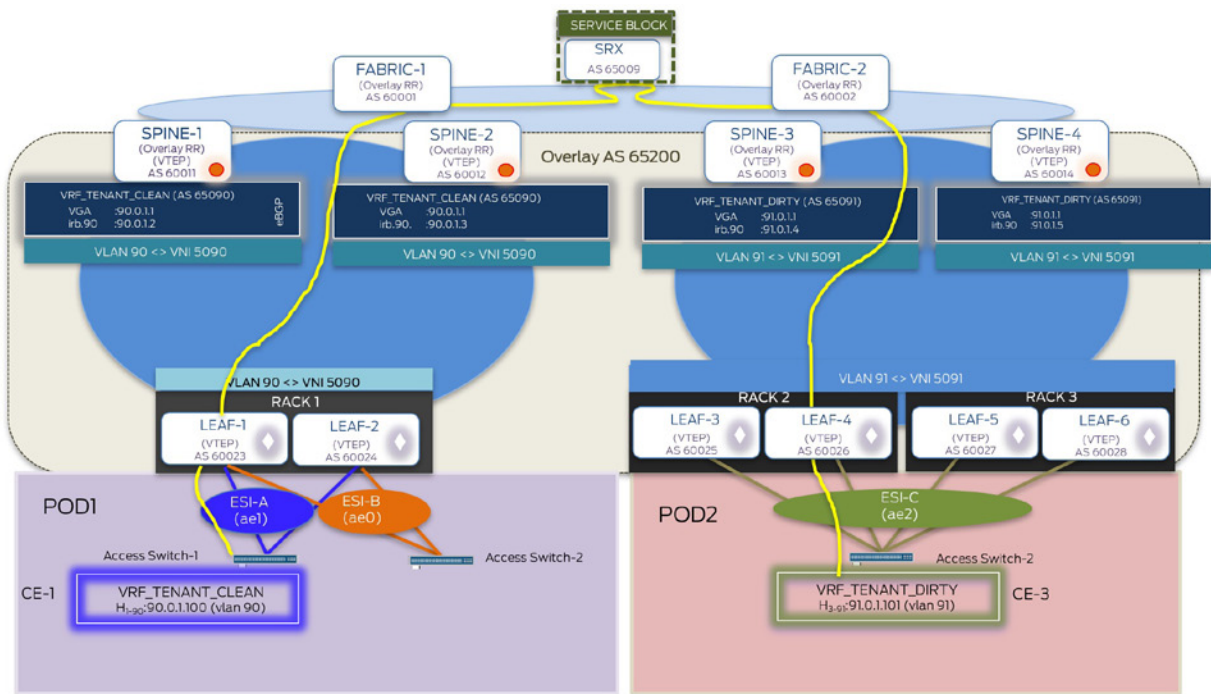 SERVICE BLOCK
SRX
AS 65009
FABRIC-1
(Overlay RR)
AS 60001
FABRIC-2
(Overlay RR)
AS 60002
SPINE-1
(Overlay RR)
(VTEP)
AS 60011
SPINE-2
(Overlay RR)
(VTEP)
AS 60012
Overlay AS 65200
SPINE-3
(Overlay RR)
(VTEP)
AS 60013
SPINE-4
(Overlay RR)
(VTEP)
AS 60014
VRF_TENANT_CLEAN (AS 65090)
VGA :90.0.1.1
irb.90 :90.0.1.2
eBGP
VLAN 90 <> VNI 5090
VRF_TENANT_CLEAN (AS 65090)
VGA :90.0.1.1
irb.90. :90.0.1.3
VLAN 90 <> VNI 5090
VRF_TENANT_DIRTY (AS 65091)
VGA :91.0.1.1
irb.90 :91.0.1.4
VLAN 91 <> VNI 5091
VRF_TENANT_DIRTY (AS 65091)
VGA :91.0.1.1
irb.90 :91.0.1.5
VLAN 91 <> VNI 5091
VLAN 90 <> VNI 5090
RACK 1
LEAF-1
(VTEP)
AS 60023
LEAF-2
(VTEP)
AS 60024
VLAN 91 <> VNI 5091
RACK 2
RACK 3
LEAF-3
(VTEP)
AS 60025
LEAF-4
(VTEP)
AS 60026
LEAF-5
(VTEP)
AS 60027
LEAF-6
(VTEP)
AS 60028
POD1
ESI-A
(ae1)
ESI-B
(ae0)
Access Switch-1
Access Switch-2
CE-1
VRF_TENANT_CLEAN
H1-90:90.0.1.100 (vlan 90)
POD2
ESI-C
(ae2)
Access Switch-2
VRF_TENANT_DIRTY
H3-91:91.0.1.101 (vlan 91)
CE-3